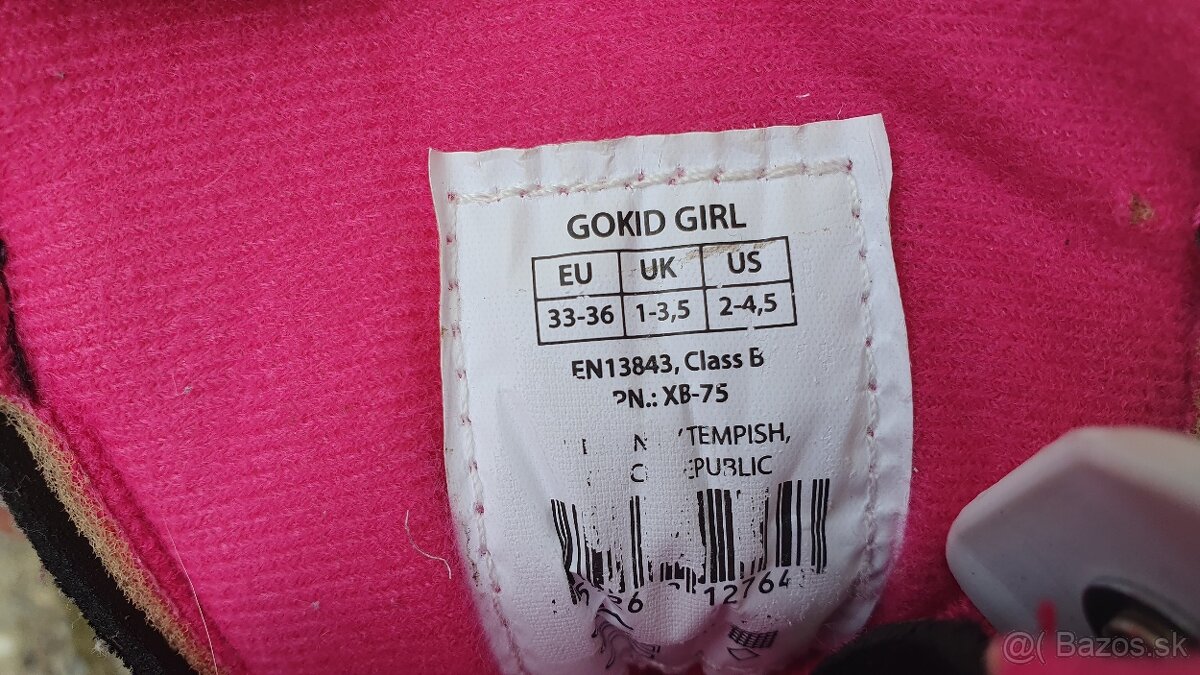 GOKID GIRL
EU UK US
33-36 1-3,5 2-4,5
EN13843, Class B
PN.: XB-75
TEMPISH,
12764
@( Bazos.sk